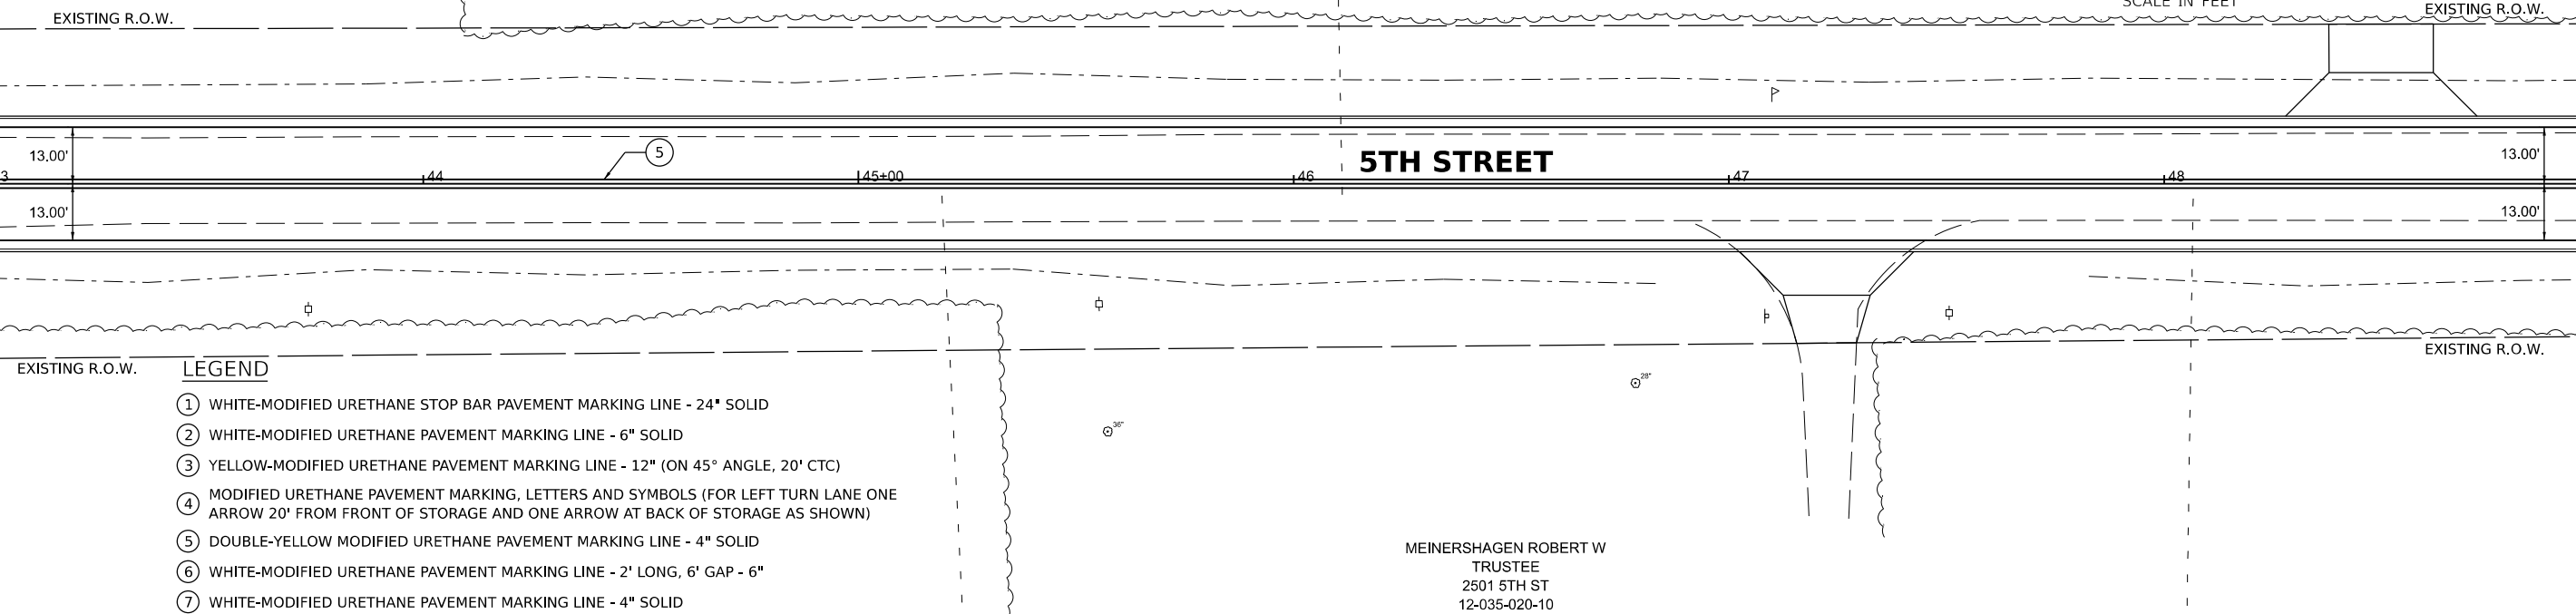 EXISTING R.O.W.
SCALE IN FEET
EXISTING R.O.W.
13.00'
5
5TH STREET
13.00'
3
44
45+00
46
47
48
13.00'
13.00'
EXISTING R.O.W.
EXISTING R.O.W.
LEGEND
28"
1 WHITE-MODIFIED URETHANE STOP BAR PAVEMENT MARKING LINE - 24" SOLID
36"
2 WHITE-MODIFIED URETHANE PAVEMENT MARKING LINE - 6" SOLID
3 YELLOW-MODIFIED URETHANE PAVEMENT MARKING LINE - 12" (ON 45° ANGLE, 20' CTC)
4 MODIFIED URETHANE PAVEMENT MARKING, LETTERS AND SYMBOLS (FOR LEFT TURN LANE ONE
ARROW 20' FROM FRONT OF STORAGE AND ONE ARROW AT BACK OF STORAGE AS SHOWN)
5 DOUBLE-YELLOW MODIFIED URETHANE PAVEMENT MARKING LINE - 4" SOLID
6 WHITE-MODIFIED URETHANE PAVEMENT MARKING LINE - 2' LONG, 6' GAP - 6"
7 WHITE-MODIFIED URETHANE PAVEMENT MARKING LINE - 4" SOLID
MEINERSHAGEN ROBERT W
TRUSTEE
2501 5TH ST
12-035-020-10